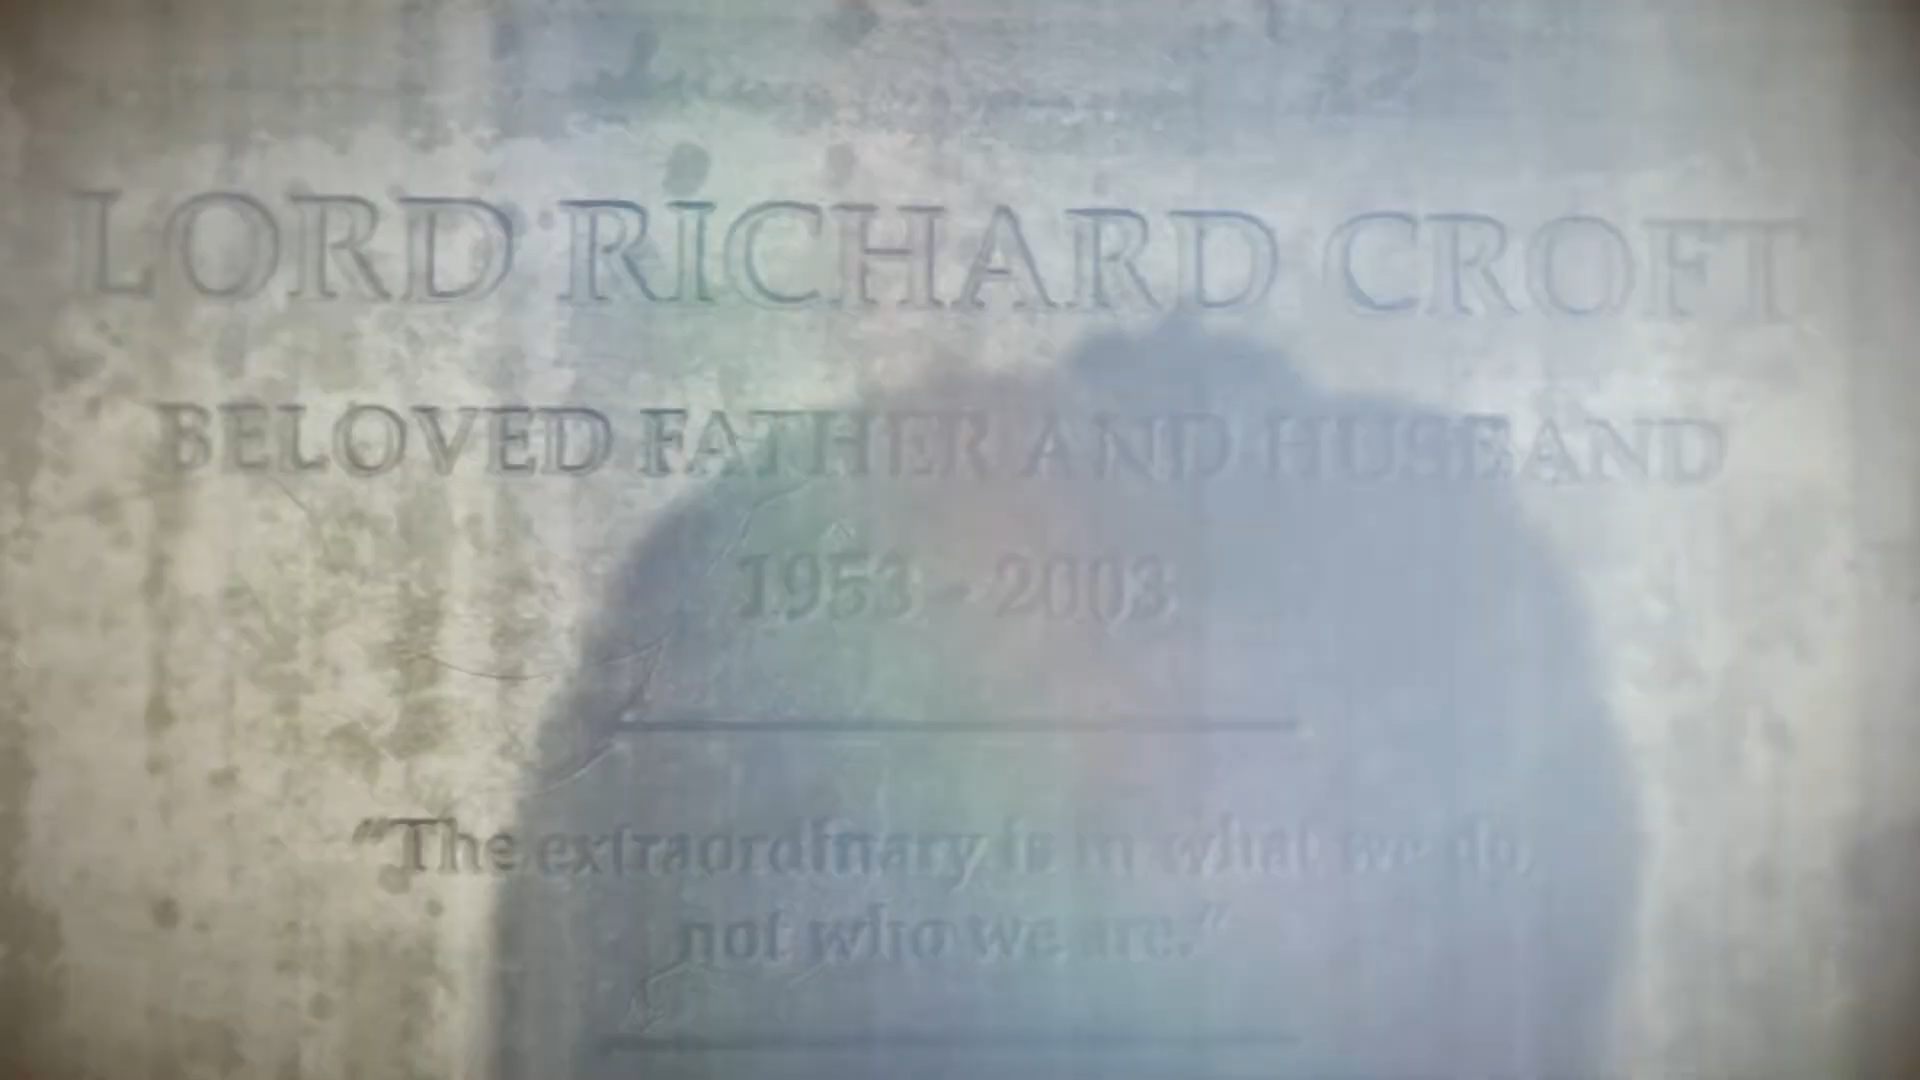 LORD RICHARD CROFT
BELOVED FATHER AND HUSBAND
1953 - 2003
“The extraordinary is in what we do,
not who we are.”